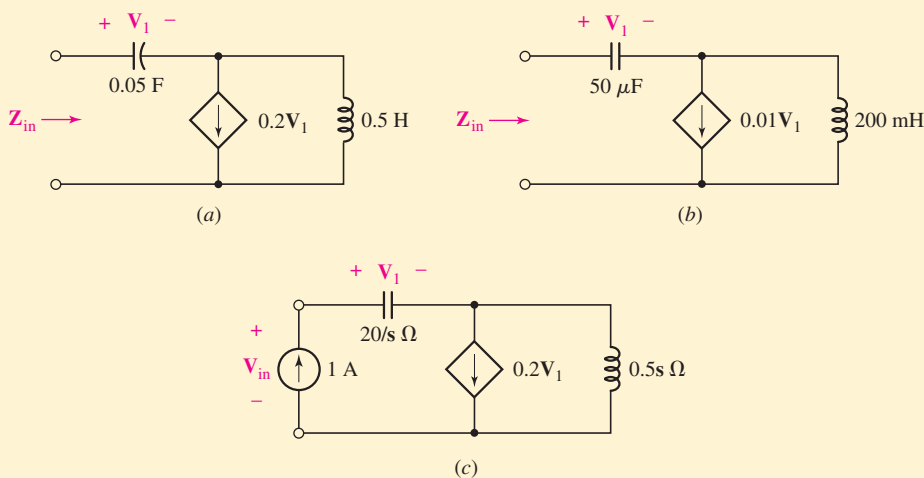 + V₁ −
0.05 F
Zin
0.2V₁
0.5 H
(a)
+ V₁ −
50 μF
Zin
0.01V₁
200 mH
(b)
+ V₁ −
20/s Ω
+
Vin
−
1 A
0.2V₁
0.5s Ω
(c)